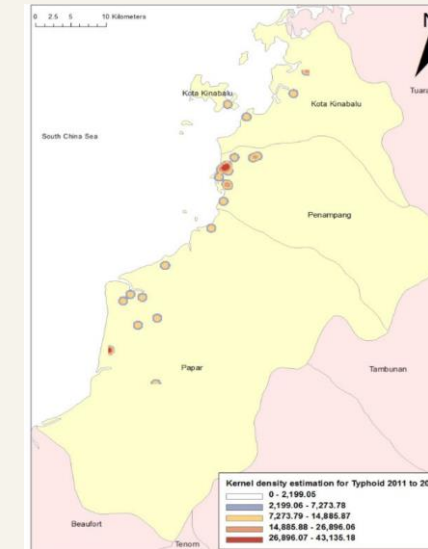 0 2.5 5 10 Kilometers
N
Tuara
Kota Kinabalu
Kota Kinabalu
South China Sea
Penampang
Papar
Tambunan
Beaufort
Tenom
Kernel density estimation for Typhoid 2011 to 20
0 - 2,199.05
2,199.06 - 7,273.78
7,273.79 - 14,885.87
14,885.88 - 26,896.06
26,896.07 - 43,135.18